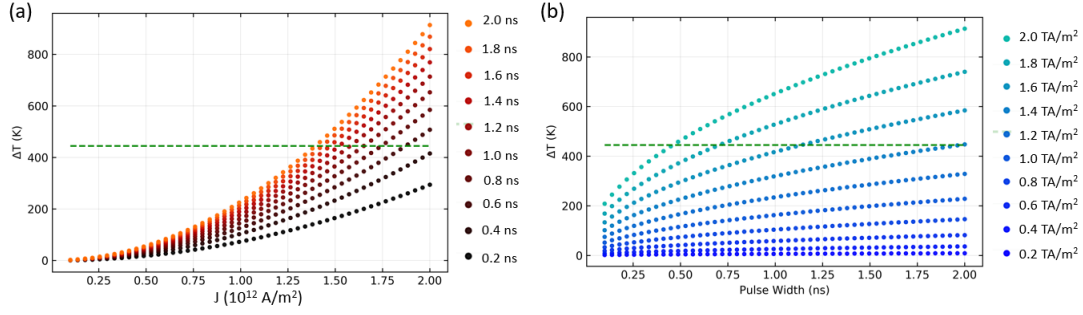 (a)
ΔT (K)
800
600
400
200
0
0.25 0.50 0.75 1.00 1.25 1.50 1.75 2.00
J (10¹² A/m²)
2.0 ns
1.8 ns
1.6 ns
1.4 ns
1.2 ns
1.0 ns
0.8 ns
0.6 ns
0.4 ns
0.2 ns
(b)
ΔT (K)
800
600
400
200
0
0.25 0.50 0.75 1.00 1.25 1.50 1.75 2.00
Pulse Width (ns)
2.0 TA/m²
1.8 TA/m²
1.6 TA/m²
1.4 TA/m²
1.2 TA/m²
1.0 TA/m²
0.8 TA/m²
0.6 TA/m²
0.4 TA/m²
0.2 TA/m²